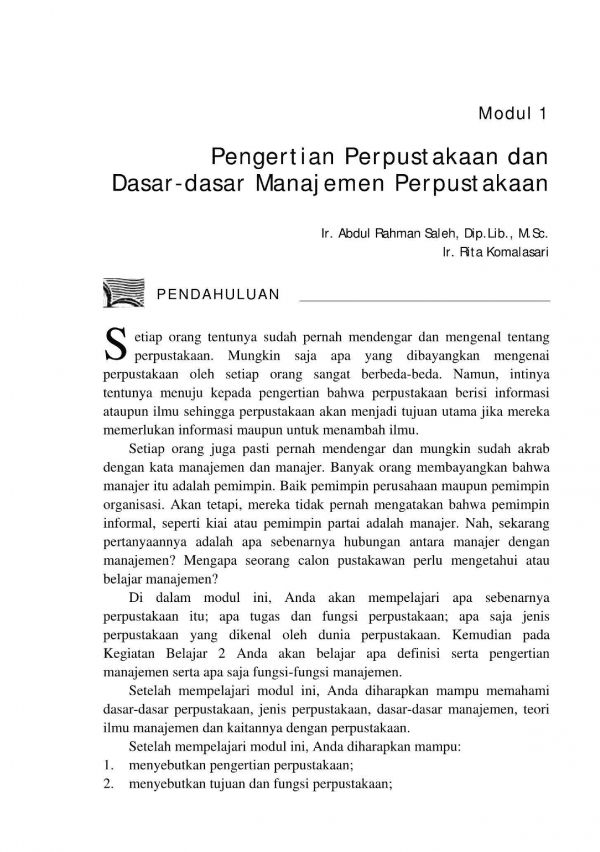 Modul 1
Pengertian Perpustakaan dan
Dasar-dasar Manajemen Perpustakaan
Ir. Abdul Rahman Saleh, Dip.Lib., M.Sc.
Ir. Rita Komalasari
PENDAHULUAN
Setiap orang tentunya sudah pernah mendengar dan mengenal tentang
perpustakaan. Mungkin saja apa yang dibayangkan mengenai
perpustakaan oleh setiap orang sangat berbeda-beda. Namun, intinya
tentunya menuju kepada pengertian bahwa perpustakaan berisi informasi
ataupun ilmu sehingga perpustakaan akan menjadi tujuan utama jika mereka
memerlukan informasi maupun untuk menambah ilmu.
Setiap orang juga pasti pernah mendengar dan mungkin sudah akrab
dengan kata manajemen dan manajer. Banyak orang membayangkan bahwa
manajer itu adalah pemimpin. Baik pemimpin perusahaan maupun pemimpin
organisasi. Akan tetapi, mereka tidak pernah mengatakan bahwa pemimpin
informal, seperti kiai atau pemimpin partai adalah manajer. Nah, sekarang
pertanyaannya adalah apa sebenarnya hubungan antara manajer dengan
manajemen? Mengapa seorang calon pustakawan perlu mengetahui atau
belajar manajemen?
Di dalam modul ini, Anda akan mempelajari apa sebenarnya
perpustakaan itu; apa tugas dan fungsi perpustakaan; apa saja jenis
perpustakaan yang dikenal oleh dunia perpustakaan. Kemudian pada
Kegiatan Belajar 2 Anda akan belajar apa definisi serta pengertian
manajemen serta apa saja fungsi-fungsi manajemen.
Setelah mempelajari modul ini, Anda diharapkan mampu memahami
dasar-dasar perpustakaan, jenis perpustakaan, dasar-dasar manajemen, teori
ilmu manajemen dan kaitannya dengan perpustakaan.
Setelah mempelajari modul ini, Anda diharapkan mampu:
1. menyebutkan pengertian perpustakaan;
2. menyebutkan tujuan dan fungsi perpustakaan;